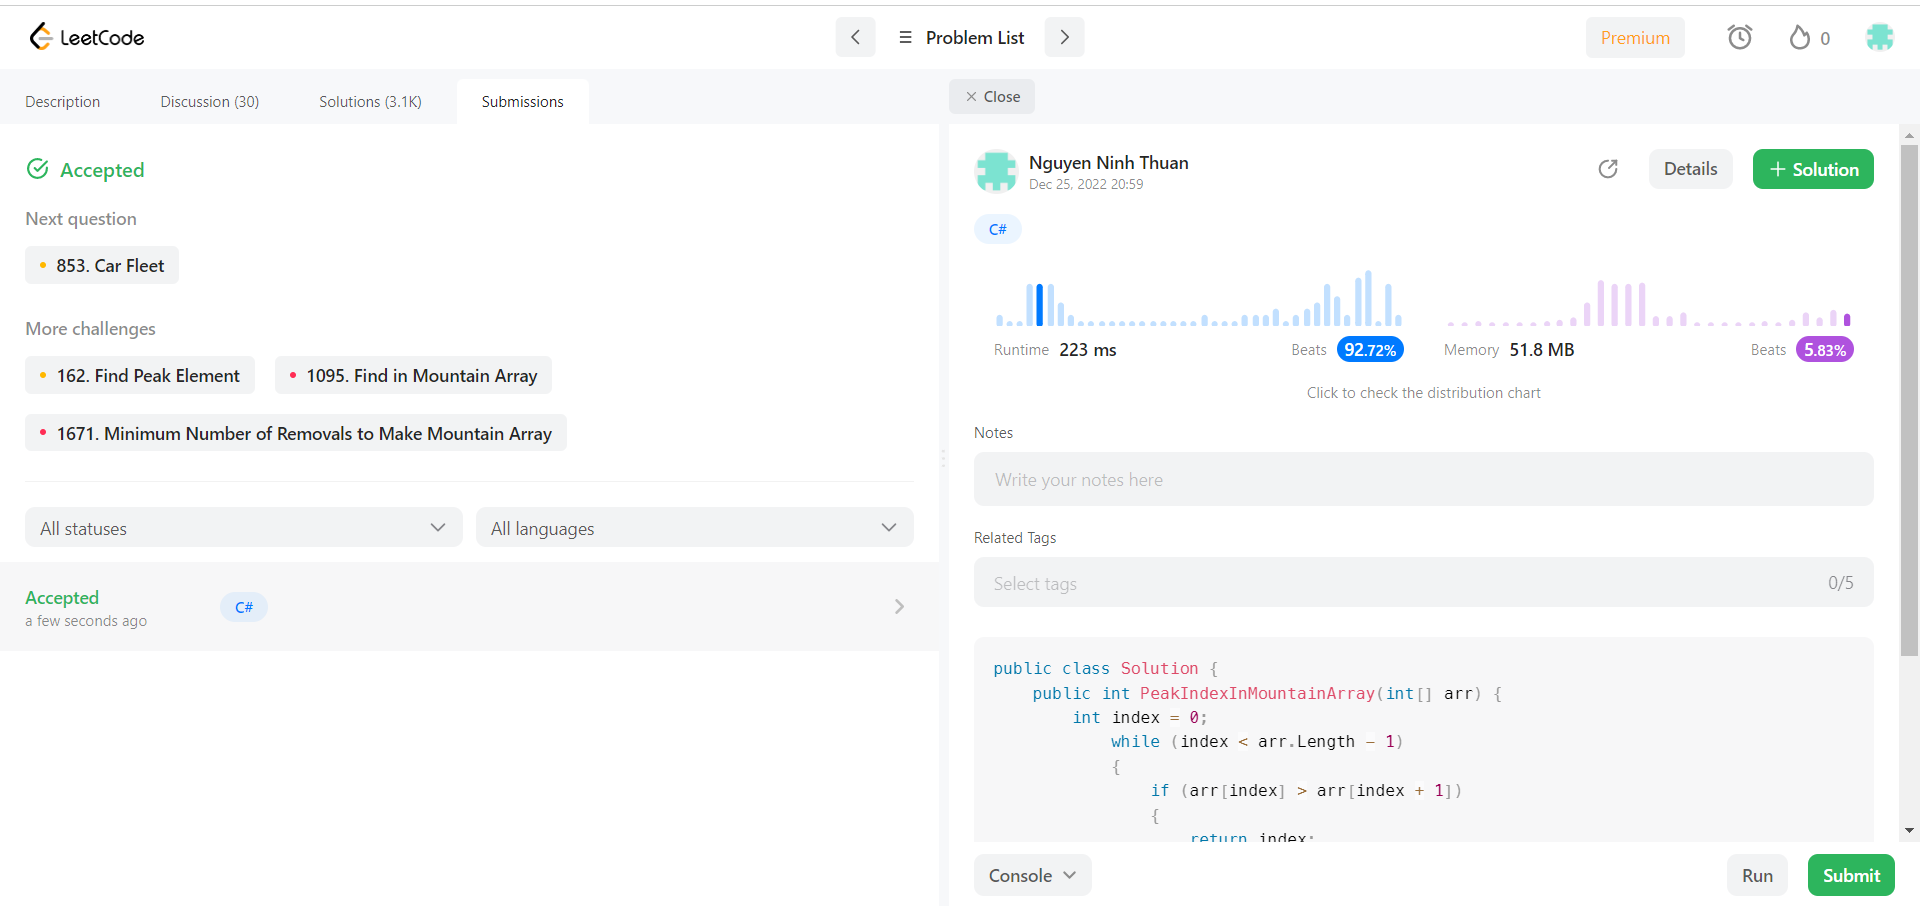 LeetCode
Problem List
Premium
0
Description
Discussion (30)
Solutions (3.1K)
Submissions
Close
Accepted
Next question
853. Car Fleet
More challenges
162. Find Peak Element
1095. Find in Mountain Array
1671. Minimum Number of Removals to Make Mountain Array
All statuses
All languages
Accepted
a few seconds ago
C#
Nguyen Ninh Thuan
Dec 25, 2022 20:59
Details
+ Solution
C#
Runtime 223 ms
Beats 92.72%
Memory 51.8 MB
Beats 5.83%
Click to check the distribution chart
Notes
Write your notes here
Related Tags
Select tags
0/5
public class Solution {
public int PeakIndexInMountainArray(int[] arr) {
int index = 0;
while (index < arr.Length - 1)
{
if (arr[index] > arr[index + 1])
{
return index;
Console
Run
Submit